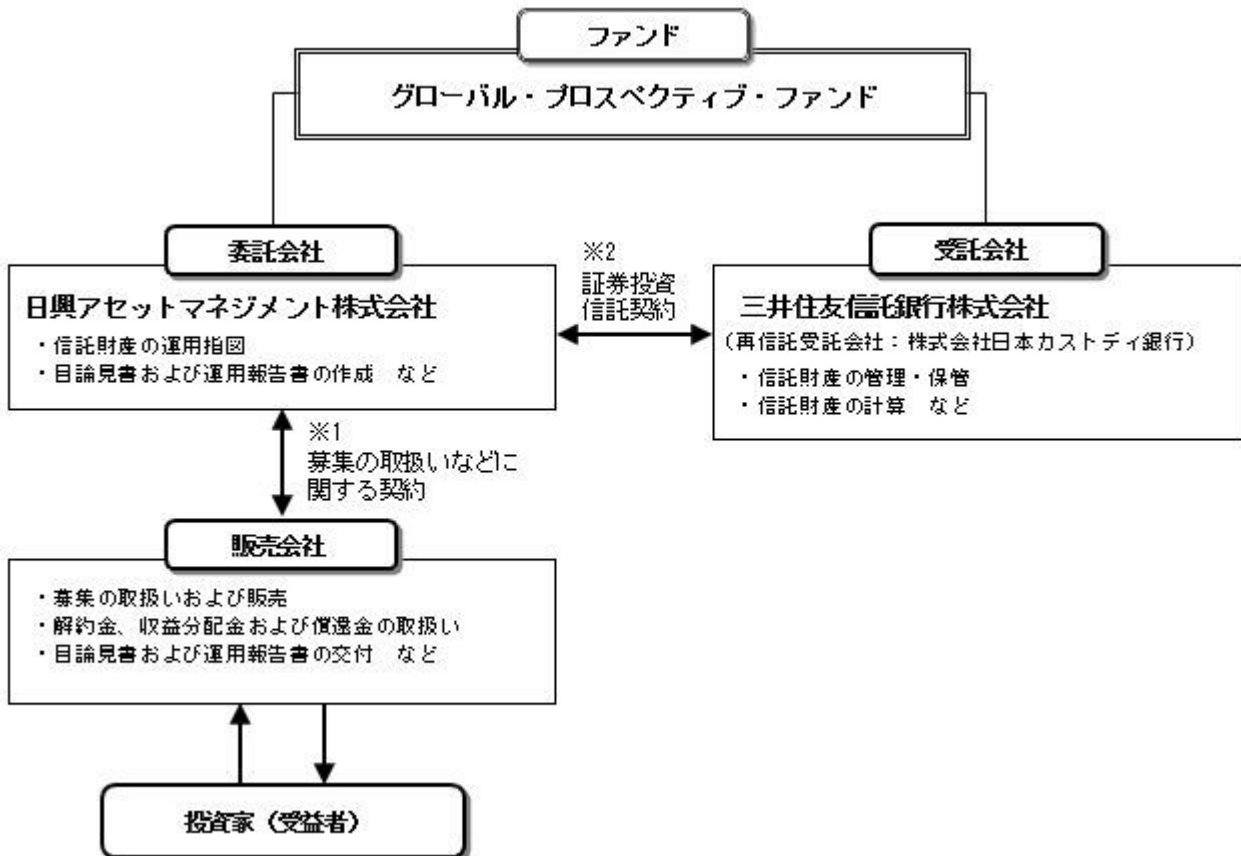 ファンド
グローバル・プロスペクティブ・ファンド
委託会社
日興アセットマネジメント株式会社
・信託財産の運用指図
・目論見書および運用報告書の作成　など
※2
証券投資
信託契約
受託会社
三井住友信託銀行株式会社
（再信託受託会社：株式会社日本カストディ銀行）
・信託財産の管理・保管
・信託財産の計算　など
※1
募集の取扱いなどに
関する契約
販売会社
・募集の取扱いおよび販売
・解約金、収益分配金および償還金の取扱い
・目論見書および運用報告書の交付　など
投資家（受益者）